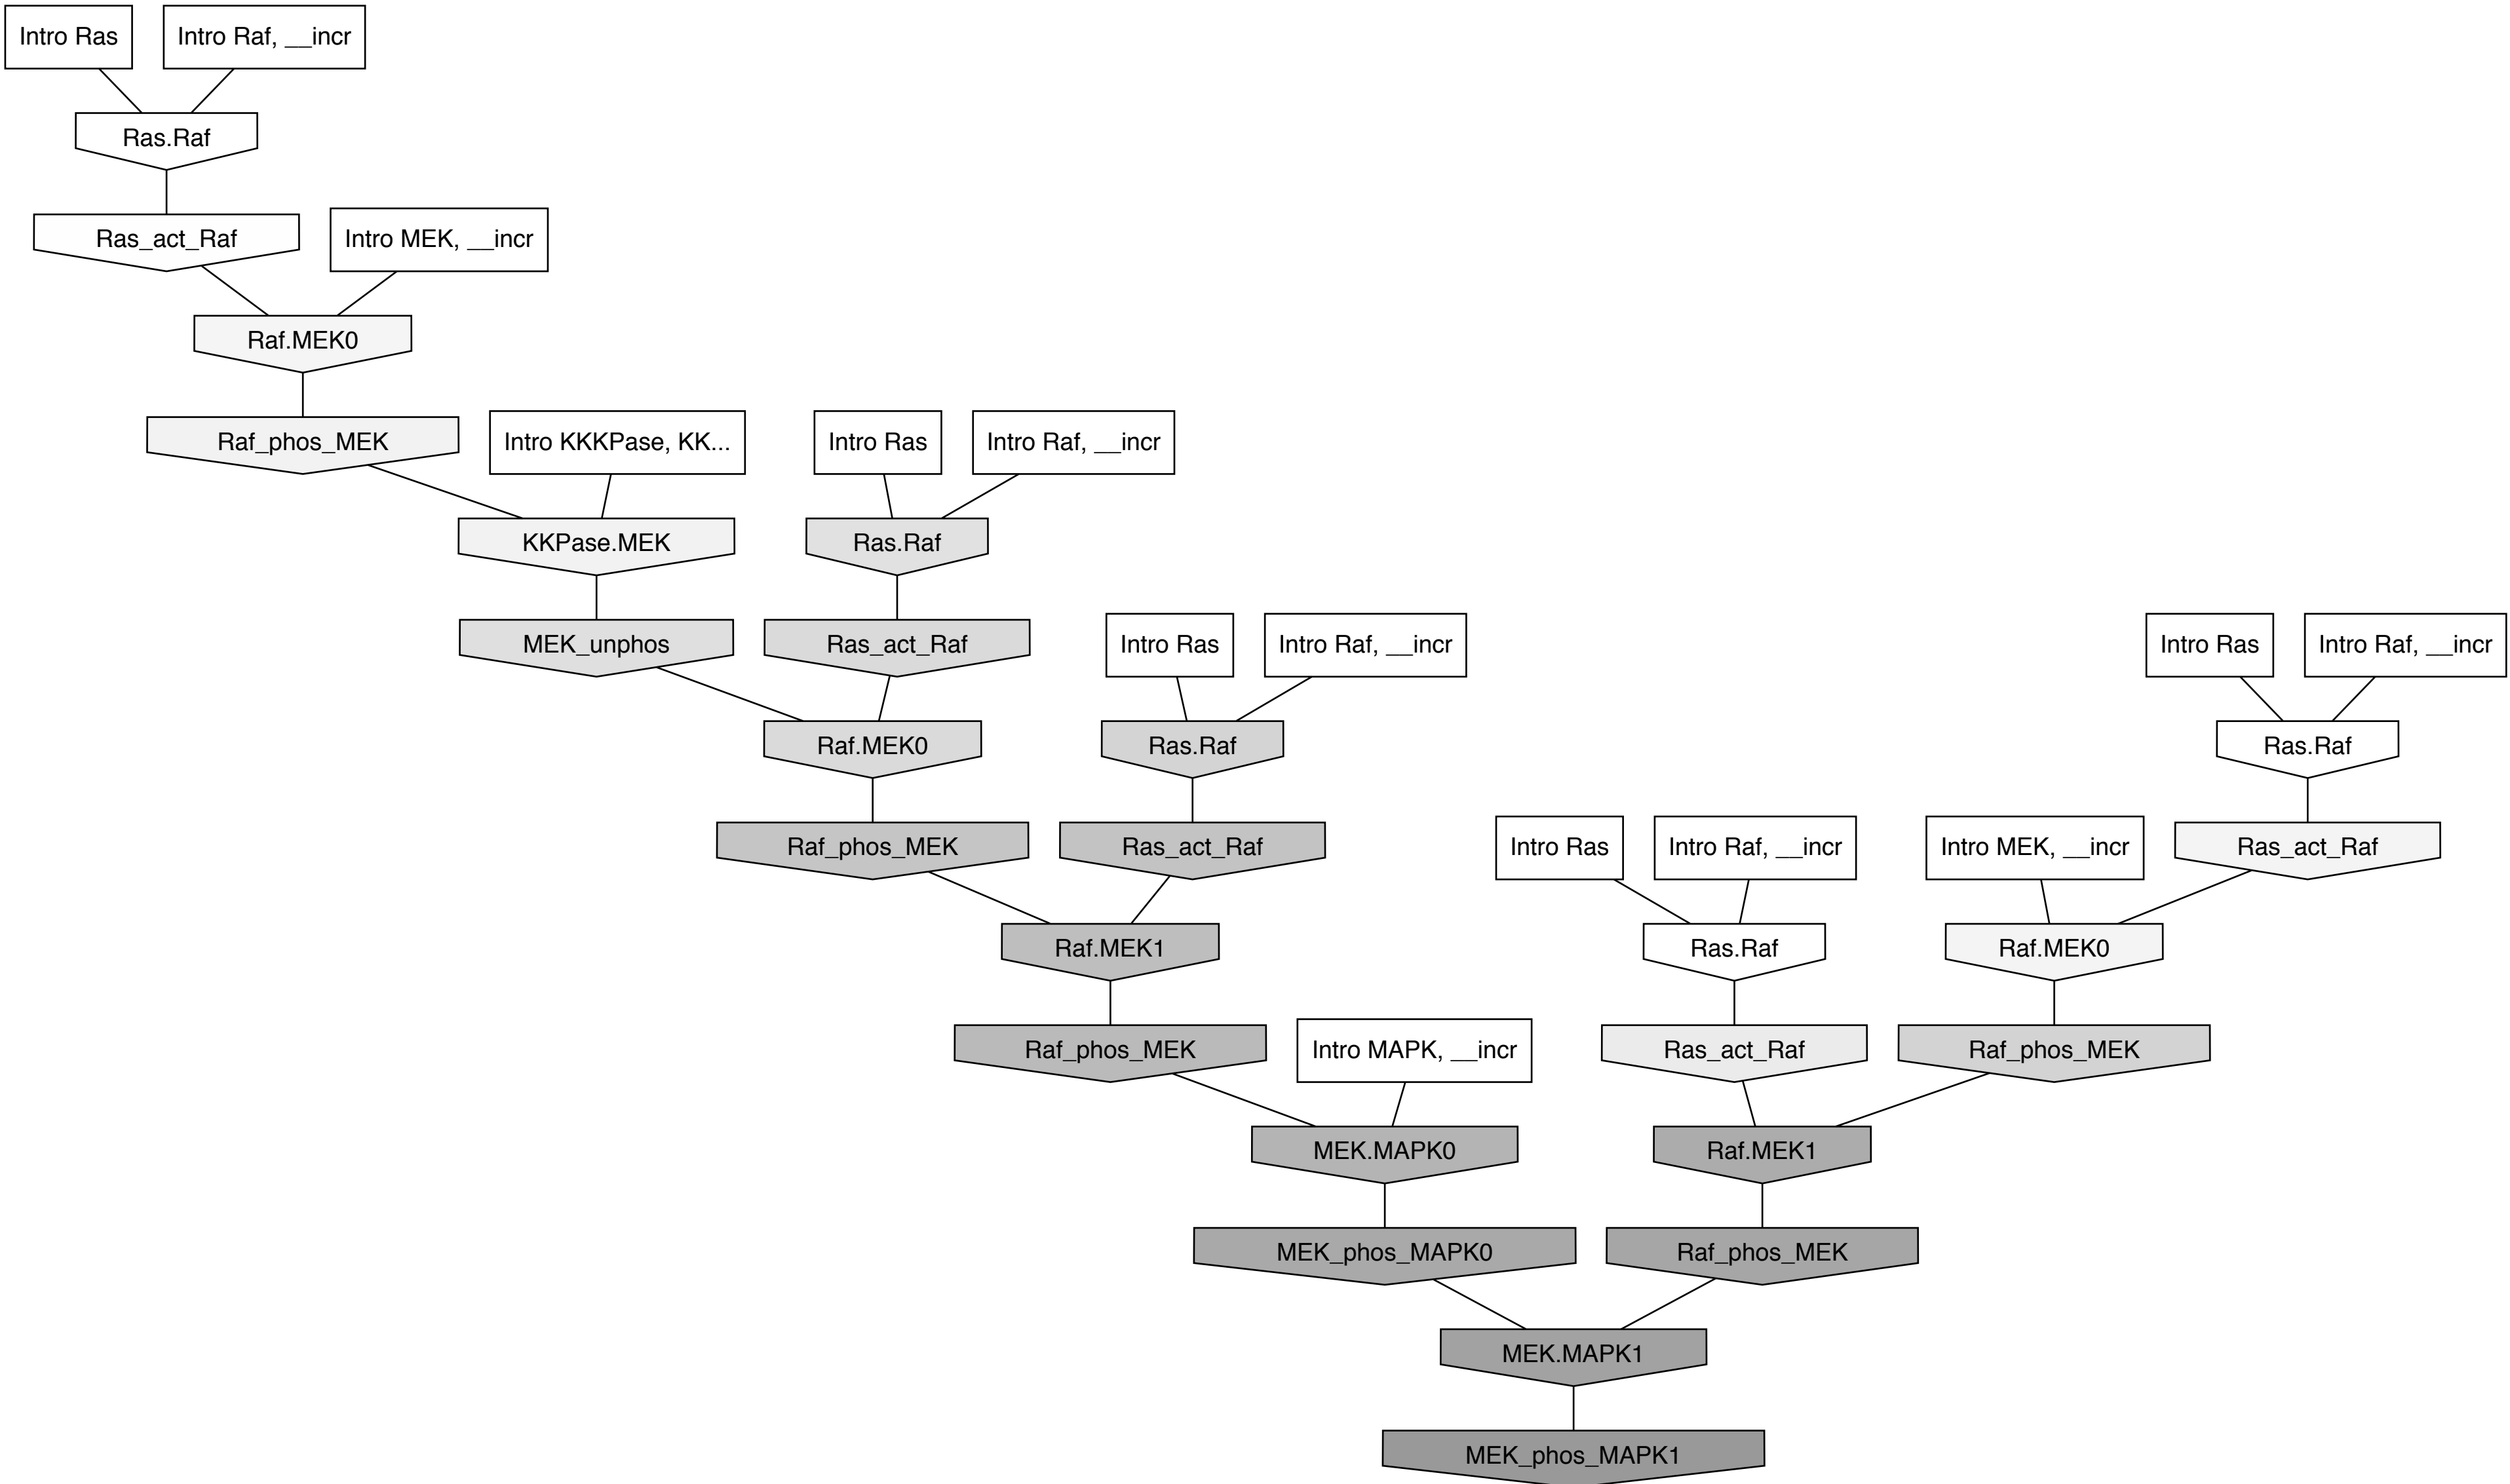 Intro Ras
Intro Raf, __incr
Ras.Raf
Ras_act_Raf
Intro MEK, __incr
Raf.MEK0
Raf_phos_MEK
Intro KKKPase, KK...
Intro Ras
Intro Raf, __incr
KKPase.MEK
Ras.Raf
MEK_unphos
Ras_act_Raf
Intro Ras
Intro Raf, __incr
Intro Ras
Intro Raf, __incr
Raf.MEK0
Ras.Raf
Ras.Raf
Raf_phos_MEK
Ras_act_Raf
Intro Ras
Intro Raf, __incr
Intro MEK, __incr
Ras_act_Raf
Raf.MEK1
Ras.Raf
Raf.MEK0
Raf_phos_MEK
Intro MAPK, __incr
Ras_act_Raf
Raf_phos_MEK
MEK.MAPK0
Raf.MEK1
MEK_phos_MAPK0
Raf_phos_MEK
MEK.MAPK1
MEK_phos_MAPK1